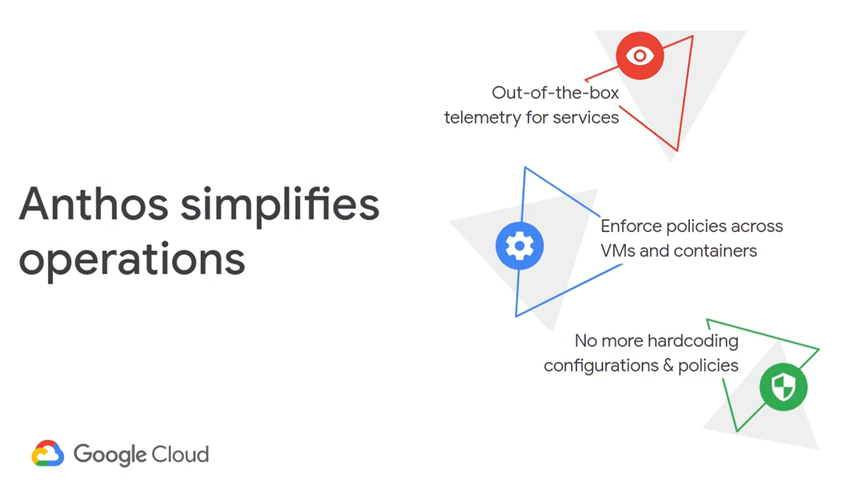 Anthos simplifies
operations
Out-of-the-box
telemetry for services
Enforce policies across
VMs and containers
No more hardcoding
configurations & policies
Google Cloud